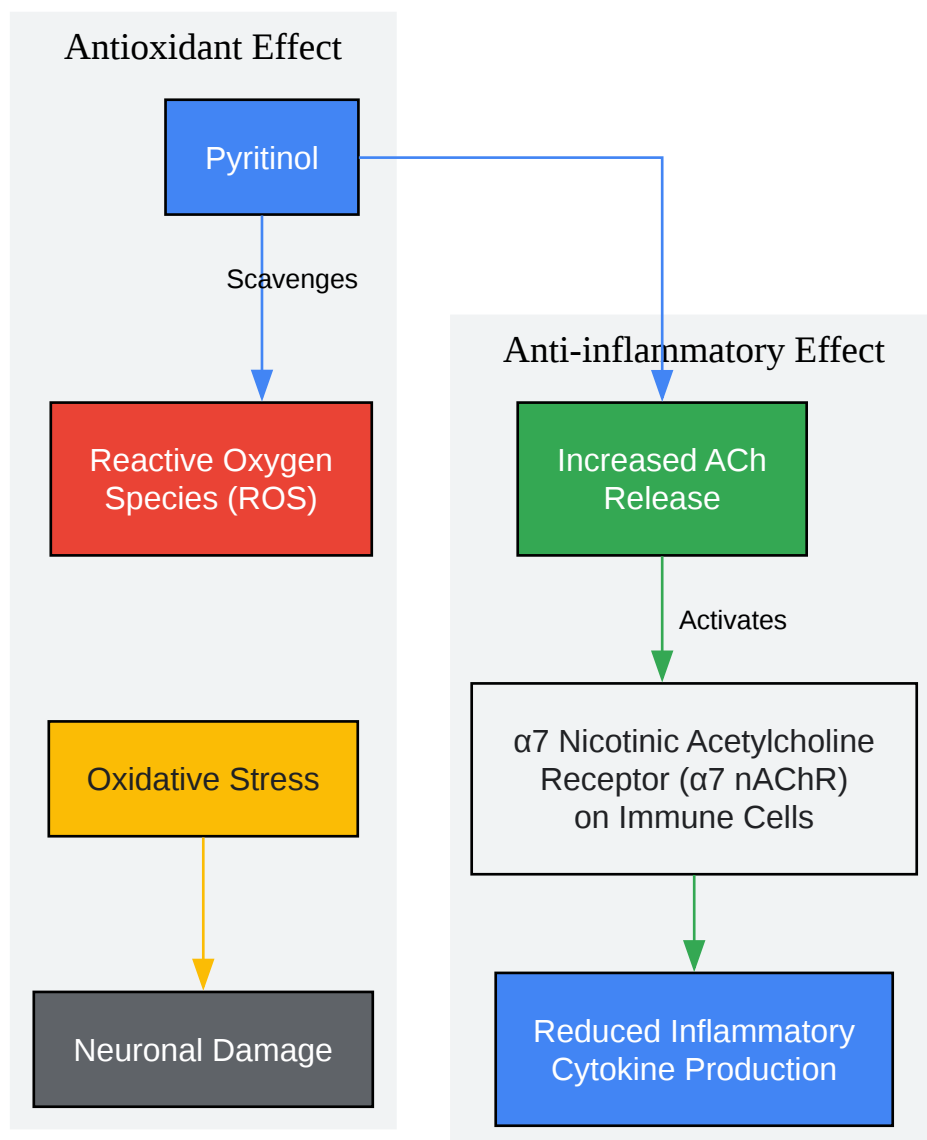 Antioxidant Effect
Pyritinol
Scavenges
Reactive Oxygen
Species (ROS)
Oxidative Stress
Neuronal Damage
Anti-inflammatory Effect
Increased ACh
Release
Activates
α7 Nicotinic Acetylcholine
Receptor (α7 nAChR)
on Immune Cells
Reduced Inflammatory
Cytokine Production